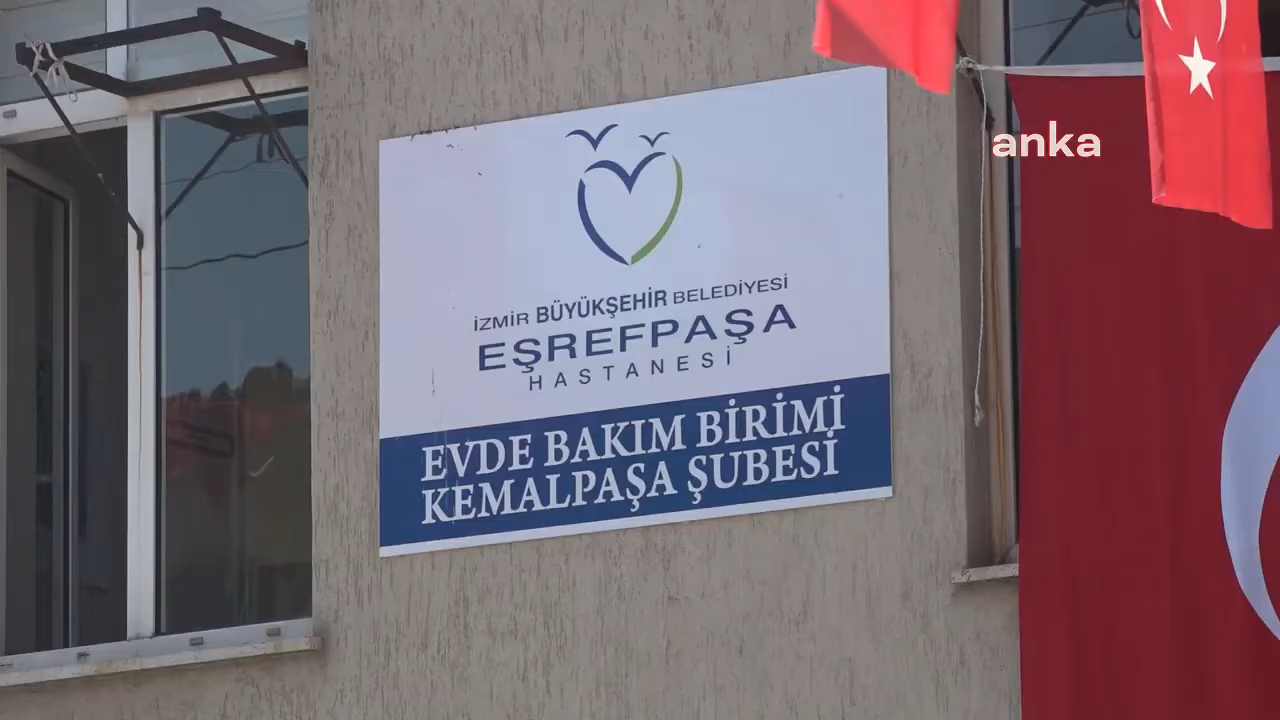 anka
İZMİR BÜYÜKŞEHİR BELEDİYESİ
EŞREFPAŞA
HASTANESİ
EVDE BAKIM BİRİMİ
KEMALPAŞA ŞUBESİ